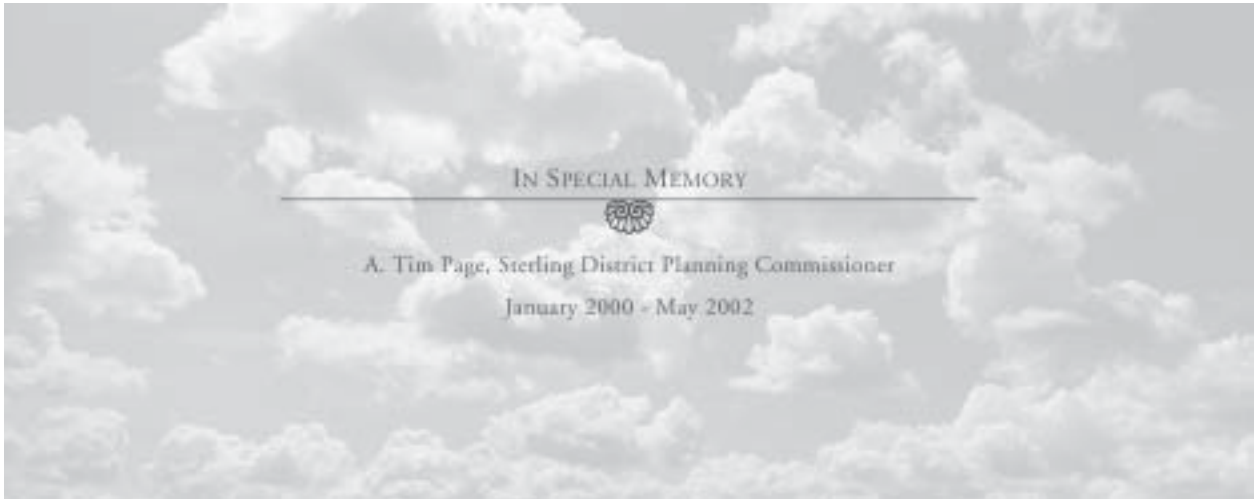 In Special Memory
A. Tim Page, Sterling District Planning Commissioner
January 2000 - May 2002